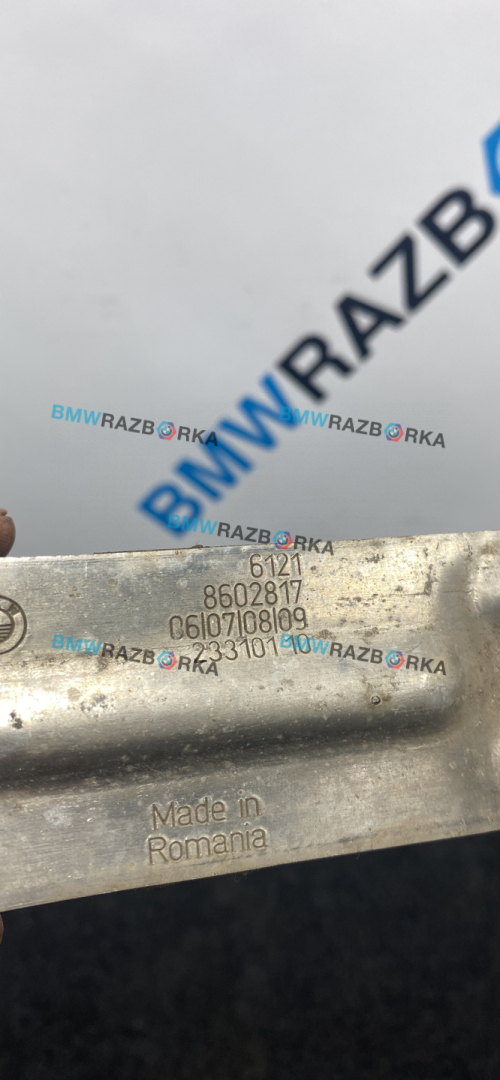 BMWRAZB
BMWRAZBORKA
BMWRAZBORKA
BMWRAZBORKA
6121
8602817
06|07|08|09
BMWRAZBORKA
BMWRAZBORKA
Made in
Romania